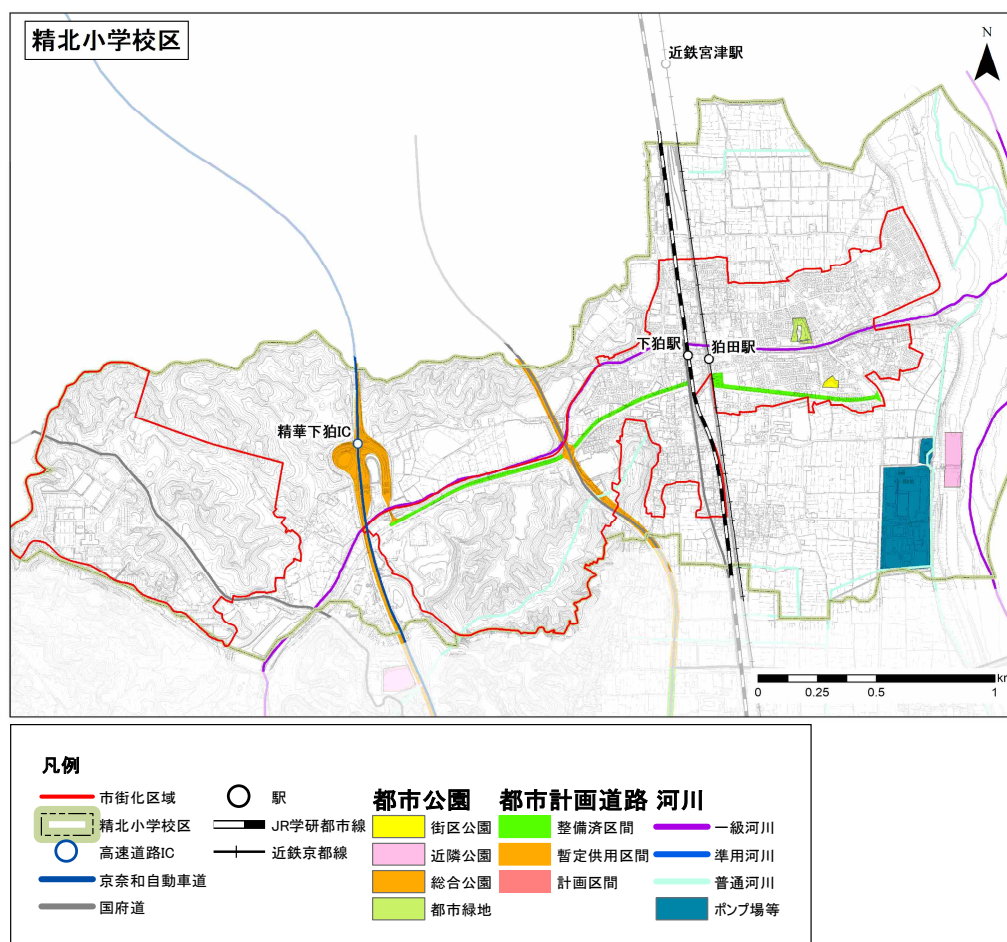 精北小学校区
近鉄宮津駅
N
下狛駅
狛田駅
精華下狛IC
km
0 0.25 0.5 1
凡例
市街化区域
精北小学校区
高速道路IC
京奈和自動車道
国府道
駅
JR学研都市線
近鉄京都線
都市公園
街区公園
近隣公園
総合公園
都市緑地
都市計画道路
整備済区間
暫定供用区間
計画区間
河川
一級河川
準用河川
普通河川
ポンプ場等